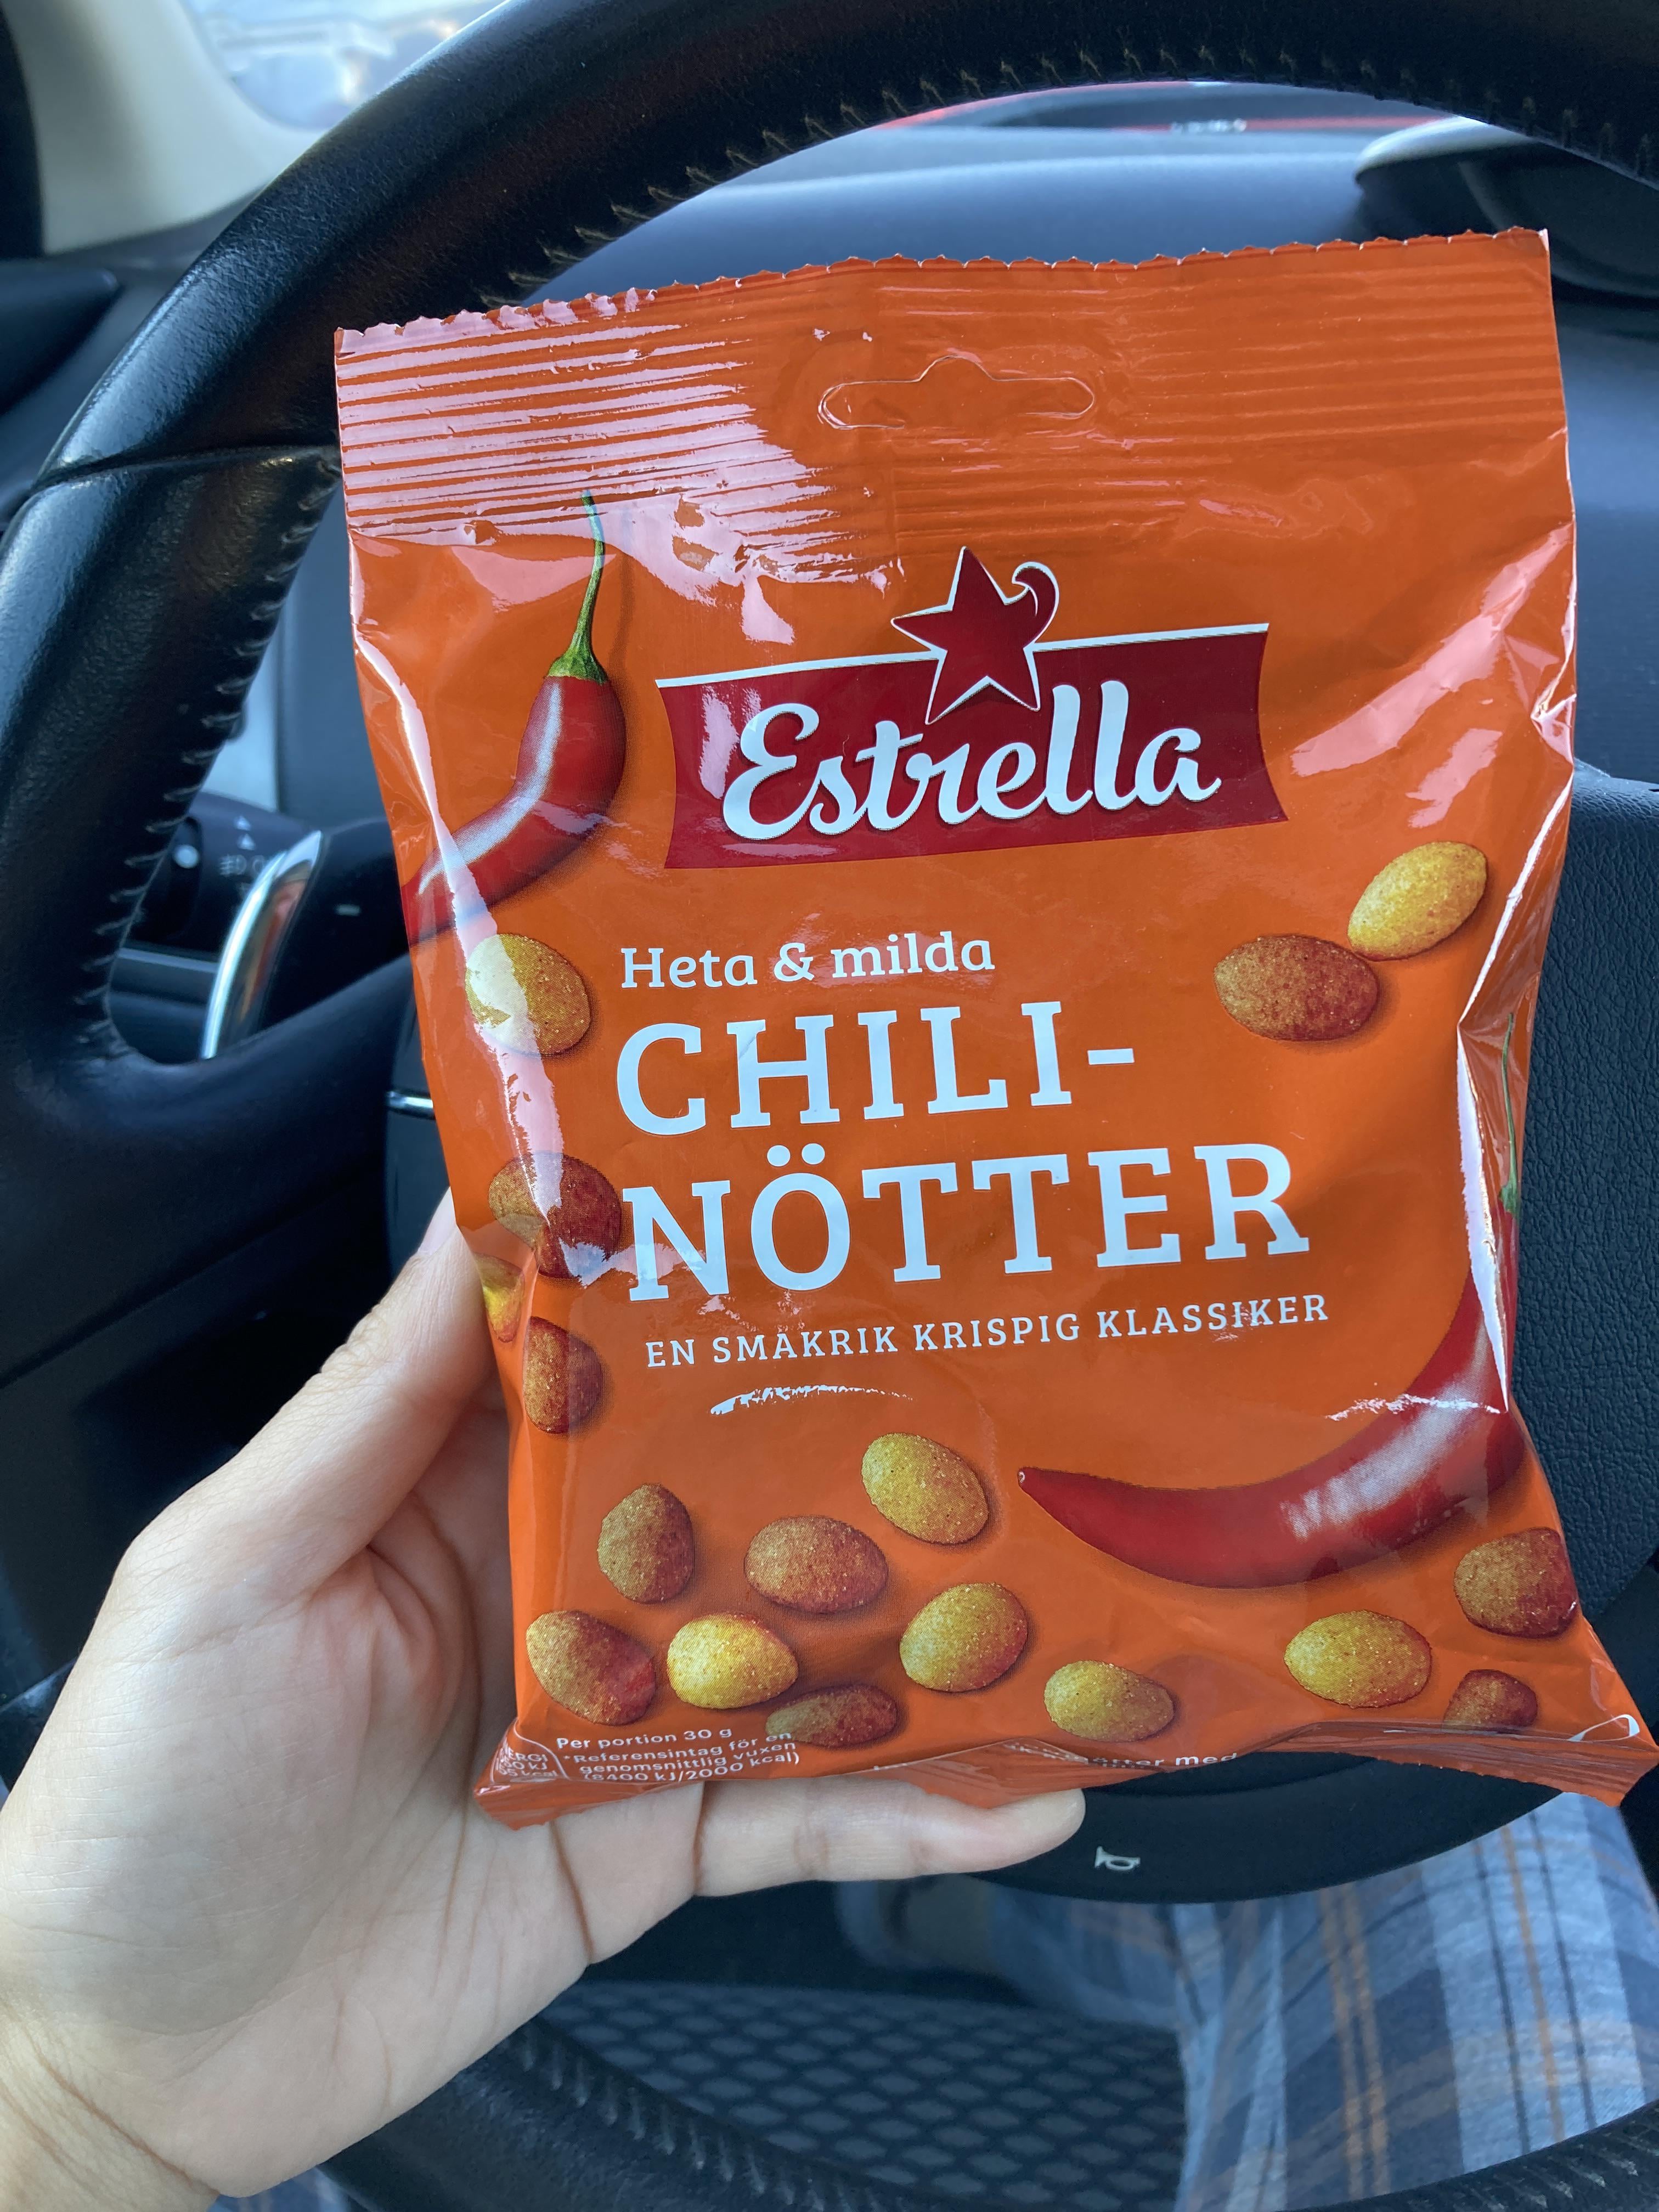 Estrella
Heta & milda
CHILI-
NÖTTER
EN SMAKRIK KRISPIG KLASSIKER
Per portion 30 g
*Referensintag för en
genomsnittlig vuxen
(8400 kJ/2000 kcal)
med